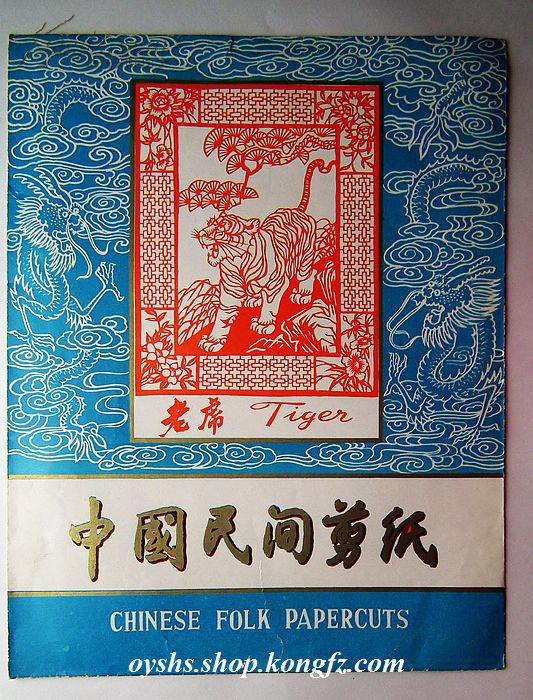 老虎 Tiger
中國民间剪纸
CHINESE FOLK PAPERCUTS
oyshs.shop.kongfz.com